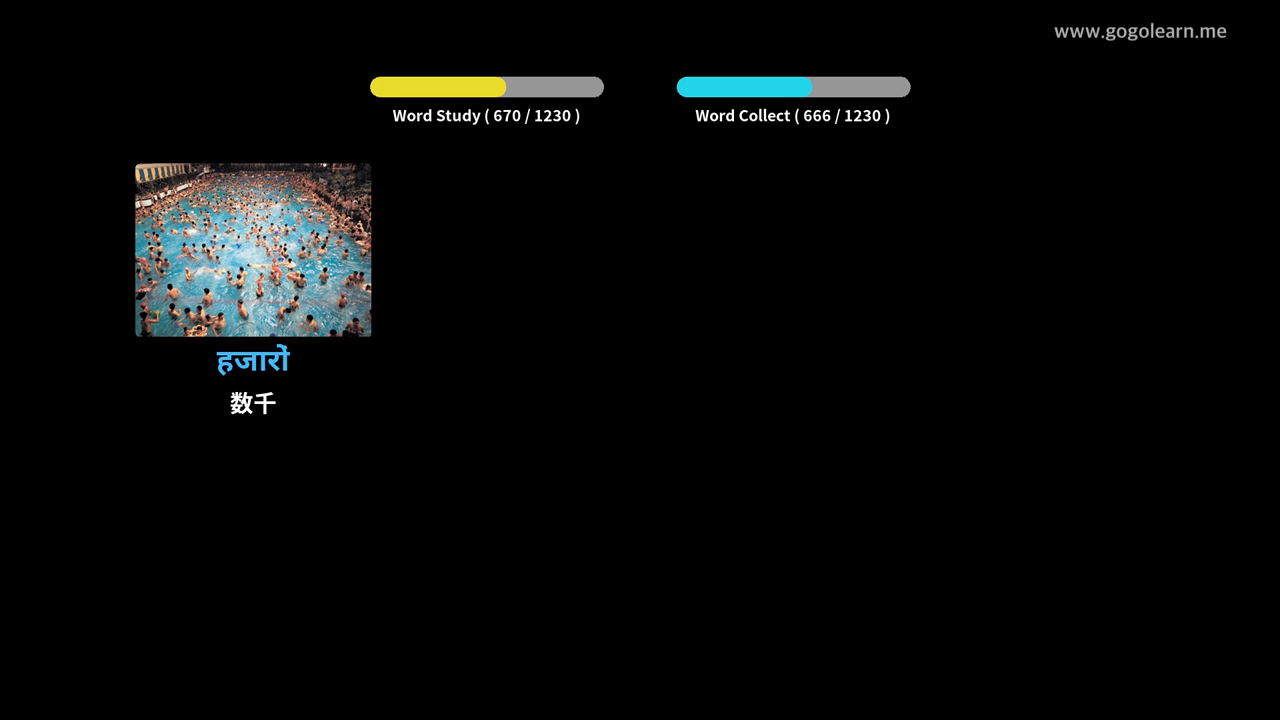 www.gogolearn.me
Word Study ( 670 / 1230 )
Word Collect ( 666 / 1230 )
हजारों
数千